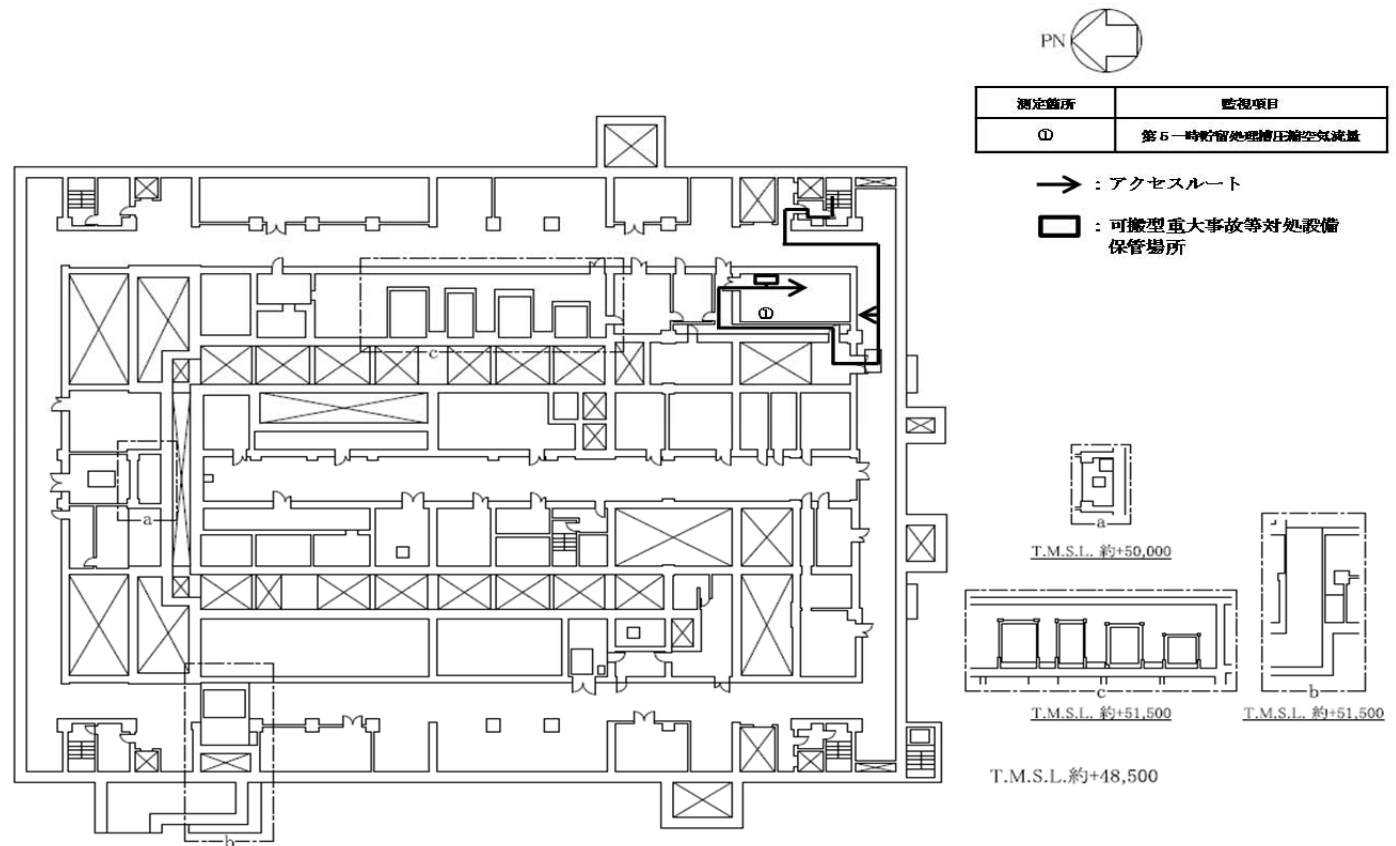 PN
測定箇所 監視項目
① 第5一時貯留処理槽圧縮空気流量
：アクセスルート
：可搬型重大事故等対処設備
保管場所
c
①
a
a
T.M.S.L. 約+50,000
c
T.M.S.L. 約+51,500
b
T.M.S.L. 約+51,500
T.M.S.L.約+48,500
b